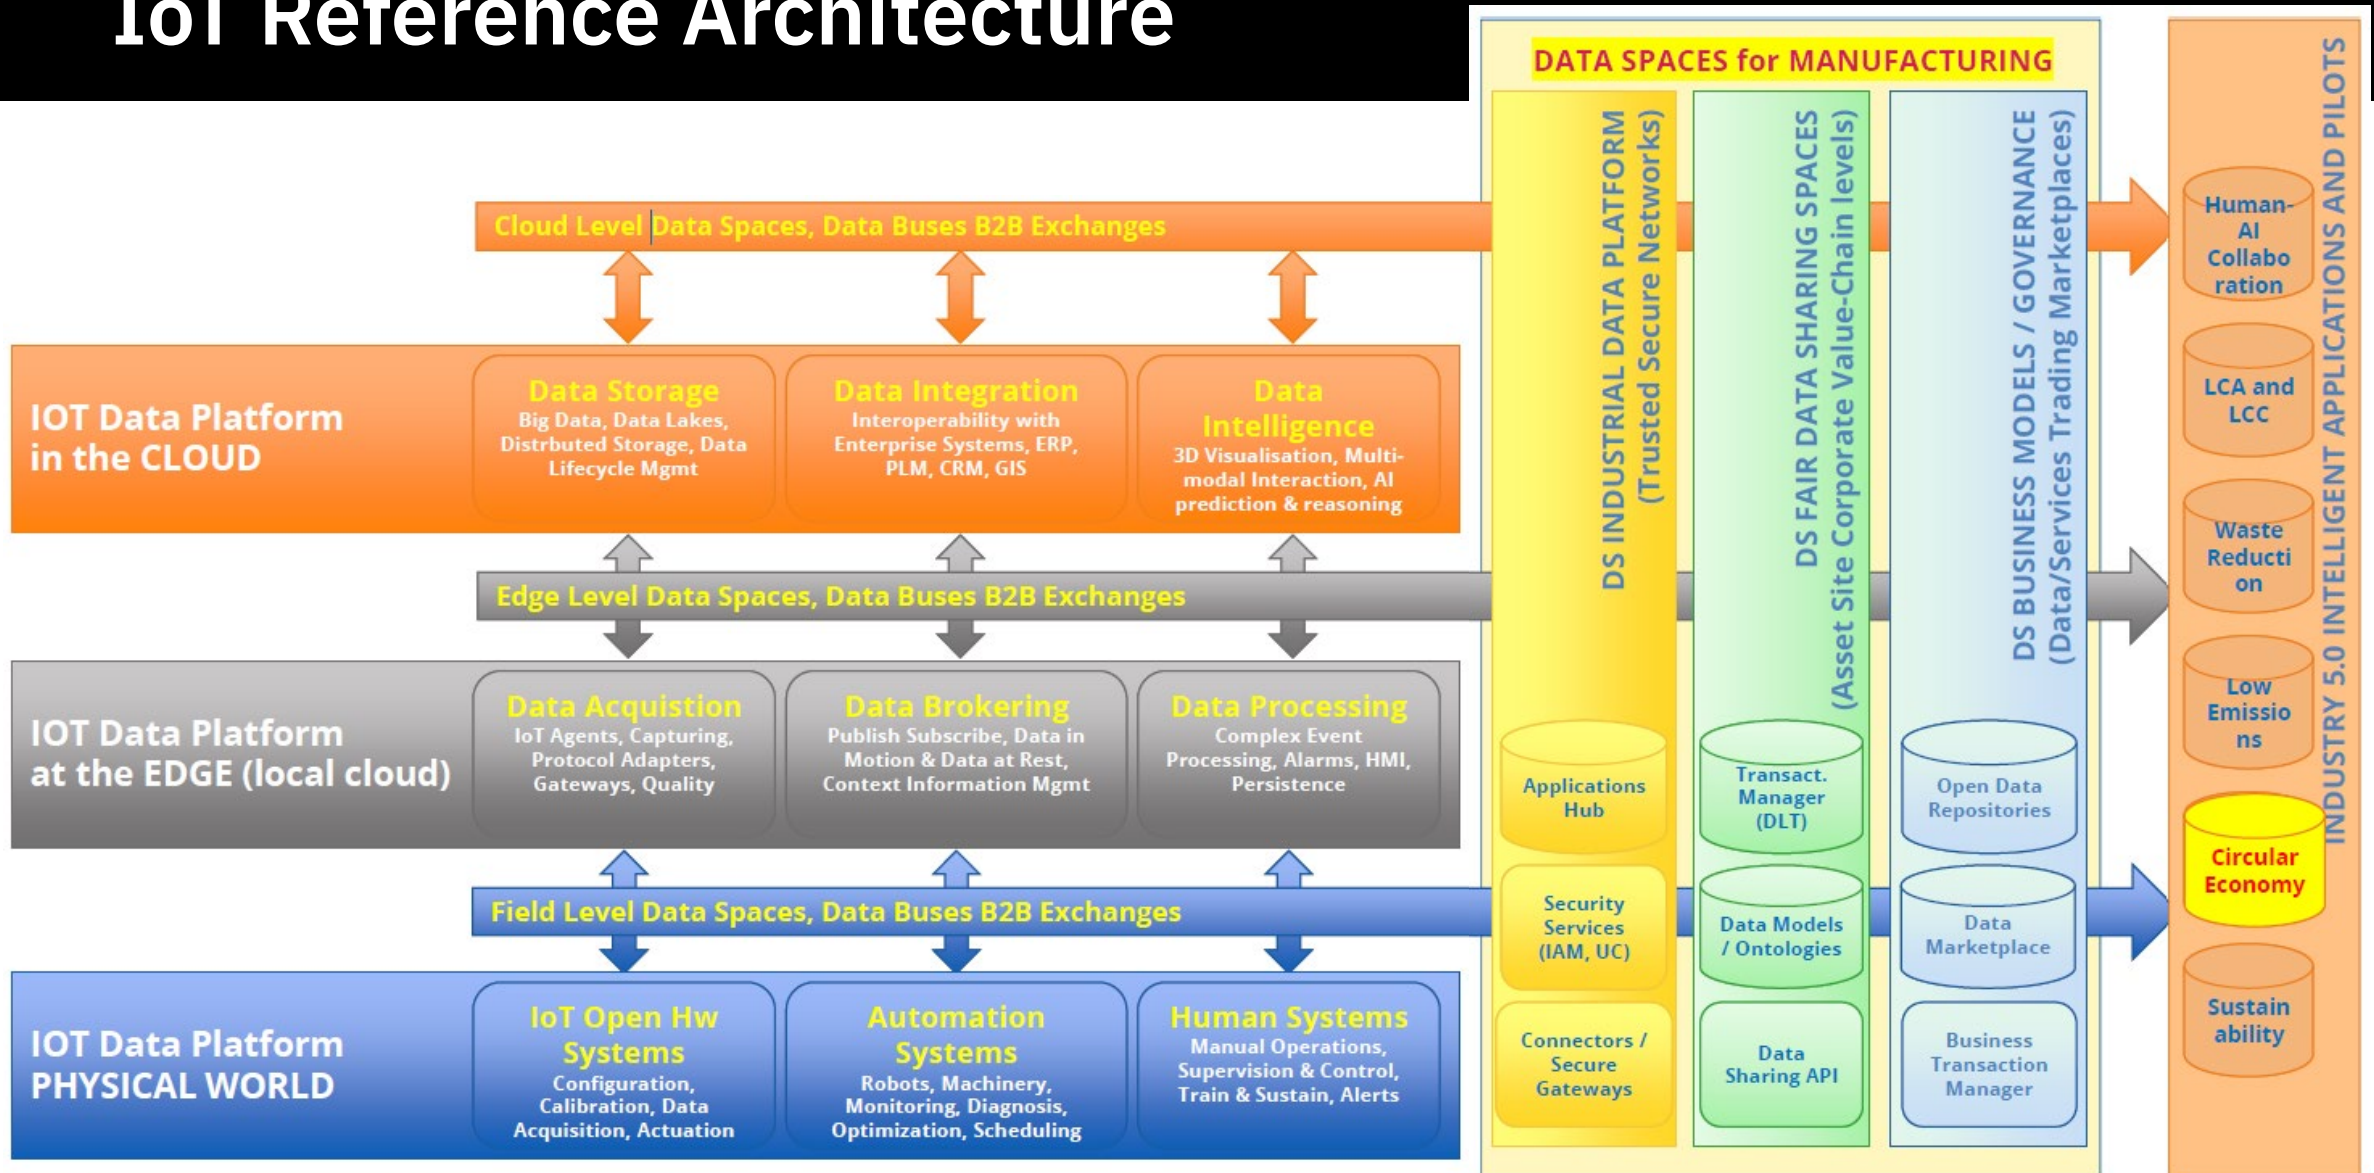 IoT Reference Architecture
DATA SPACES for MANUFACTURING
Cloud Level Data Spaces, Data Buses B2B Exchanges
IOT Data Platform
in the CLOUD
Data Storage
Big Data, Data Lakes,
Distrbuted Storage, Data
Lifecycle Mgmt
Data Integration
Interoperability with
Enterprise Systems, ERP,
PLM, CRM, GIS
Data
Intelligence
3D Visualisation, Multi-
modal Interaction, AI
prediction & reasoning
Edge Level Data Spaces, Data Buses B2B Exchanges
IOT Data Platform
at the EDGE (local cloud)
Data Acquistion
IoT Agents, Capturing,
Protocol Adapters,
Gateways, Quality
Data Brokering
Publish Subscribe, Data in
Motion & Data at Rest,
Context Information Mgmt
Data Processing
Complex Event
Processing, Alarms, HMI,
Persistence
Field Level Data Spaces, Data Buses B2B Exchanges
IOT Data Platform
PHYSICAL WORLD
IoT Open Hw
Systems
Configuration,
Calibration, Data
Acquisition, Actuation
Automation
Systems
Robots, Machinery,
Monitoring, Diagnosis,
Optimization, Scheduling
Human Systems
Manual Operations,
Supervision & Control,
Train & Sustain, Alerts
DS INDUSTRIAL DATA PLATFORM
(Trusted Secure Networks)
Applications
Hub
Security
Services
(IAM, UC)
Connectors /
Secure
Gateways
DS FAIR DATA SHARING SPACES
(Asset Site Corporate Value-Chain levels)
Transact.
Manager
(DLT)
Data Models
/ Ontologies
Data
Sharing API
DS BUSINESS MODELS / GOVERNANCE
(Data/Services Trading Marketplaces)
Open Data
Repositories
Data
Marketplace
Business
Transaction
Manager
INDUSTRY 5.0 INTELLIGENT APPLICATIONS AND PILOTS
Human-
AI
Collabo
ration
LCA and
LCC
Waste
Reducti
on
Low
Emissio
ns
Circular
Economy
Sustain
ability